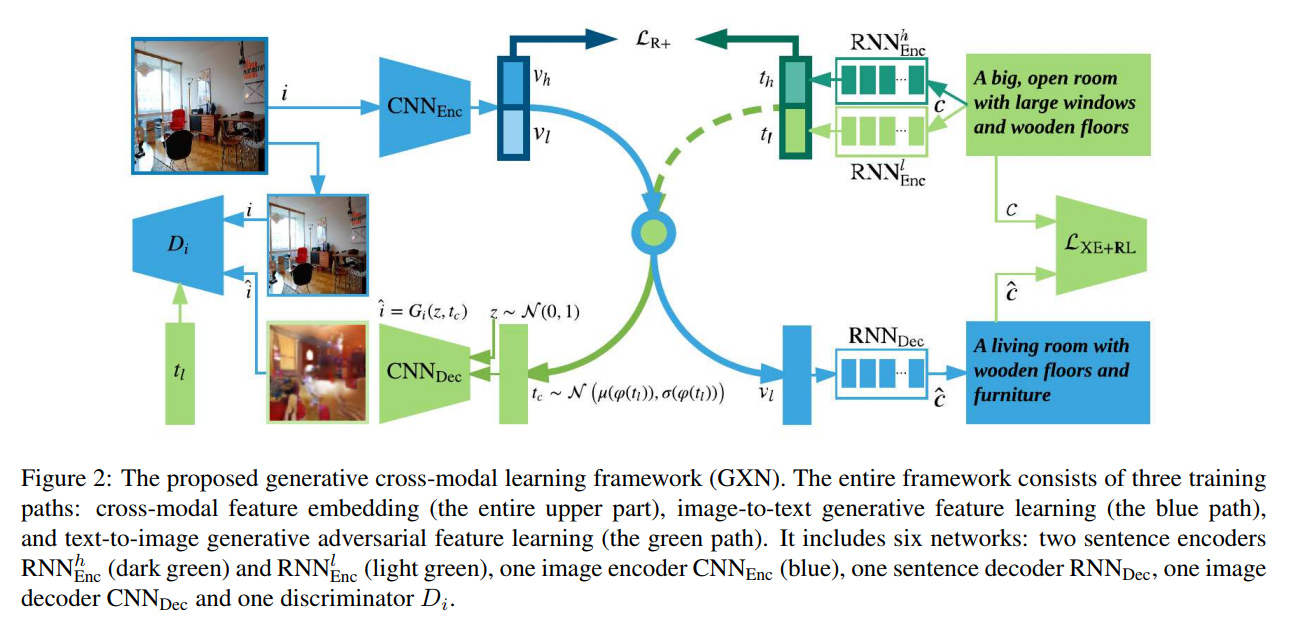 i
CNN_Enc
v_h
v_l
ℒ_R+
t_h
t_l
RNN^h_Enc
RNN^l_Enc
c
A big, open room
with large windows
and wooden floors
D_i
i
î
t_l
î = G_i(z, t_c)
z ~ 𝒩(0, 1)
CNN_Dec
t_c ~ 𝒩 (μ(φ(t_l)), σ(φ(t_l)))
v_l
RNN_Dec
ĉ
c
ℒ_XE+RL
ĉ
A living room with
wooden floors and
furniture
Figure 2: The proposed generative cross-modal learning framework (GXN). The entire framework consists of three training
paths: cross-modal feature embedding (the entire upper part), image-to-text generative feature learning (the blue path),
and text-to-image generative adversarial feature learning (the green path). It includes six networks: two sentence encoders
RNN^h_Enc (dark green) and RNN^l_Enc (light green), one image encoder CNN_Enc (blue), one sentence decoder RNN_Dec, one image
decoder CNN_Dec and one discriminator D_i.